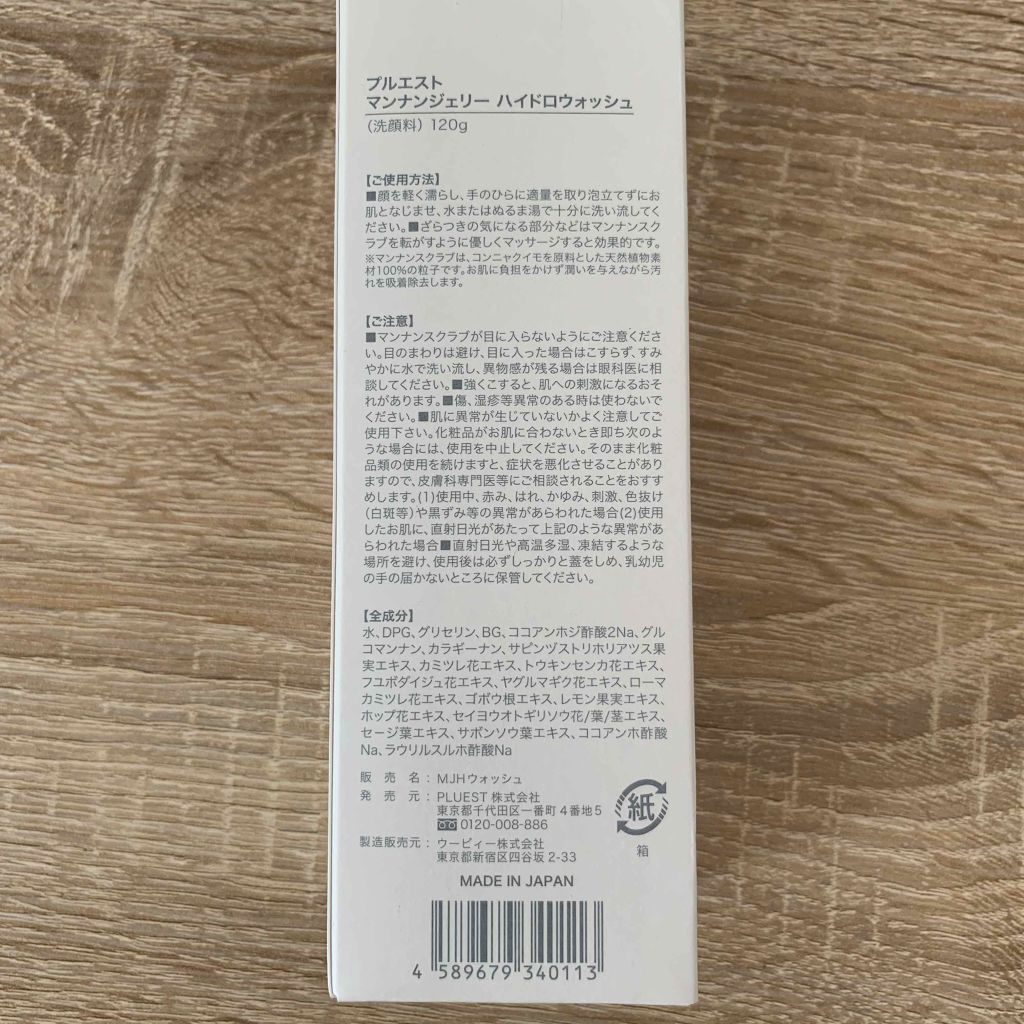 プルエスト
マンナンジェリー ハイドロウォッシュ
（洗顔料）120g
【ご使用方法】
■顔を軽く濡らし、手のひらに適量を取り泡立てずにお
肌となじませ、水またはぬるま湯で十分に洗い流してく
ださい。■ざらつきの気になる部分などはマンナンスク
ラブを転がすように優しくマッサージすると効果的です。
※マンナンスクラブは、コンニャクイモを原料とした天然植物素
材100%の粒子です。お肌に負担をかけず潤いを与えながら汚
れを吸着除去します。
【ご注意】
■マンナンスクラブが目に入らないようにご注意くださ
い。目のまわりは避け、目に入った場合はこすらず、すみ
やかに水で洗い流し、異物感が残る場合は眼科医に相
談してください。■強くこすると、肌への刺激になるおそ
れがあります。■傷、湿疹等異常のある時は使わないで
ください。■肌に異常が生じていないかよく注意してご
使用下さい。化粧品がお肌に合わないとき即ち次のよ
うな場合には、使用を中止してください。そのまま化粧
品類の使用を続けますと、症状を悪化させることがあり
ますので、皮膚科専門医等にご相談されることをおすす
めします。(1)使用中、赤み、はれ、かゆみ、刺激、色抜け
（白斑等）や黒ずみ等の異常があらわれた場合(2)使用
したお肌に、直射日光があたって上記のような異常があ
らわれた場合■直射日光や高温多湿、凍結するような
場所を避け、使用後は必ずしっかりと蓋をしめ、乳幼児
の手の届かないところに保管してください。
【全成分】
水、DPG、グリセリン、BG、ココアンホジ酢酸2Na、グル
コマンナン、カラギーナン、サピンヅストリホリアツス果
実エキス、カミツレ花エキス、トウキンセンカ花エキス、
フユボダイジュ花エキス、ヤグルマギク花エキス、ローマ
カミツレ花エキス、ゴボウ根エキス、レモン果実エキス、
ホップ花エキス、セイヨウオトギリソウ花/葉/茎エキス、
セージ葉エキス、サボンソウ葉エキス、ココアンホ酢酸
Na、ラウリルスルホ酢酸Na
販 売 名：MJHウォッシュ
発 売 元：PLUEST 株式会社
東京都千代田区一番町4番地5
0120-008-886
製造販売元：ウービィー株式会社
東京都新宿区四谷坂 2-33
紙
箱
MADE IN JAPAN
4 589679 340113